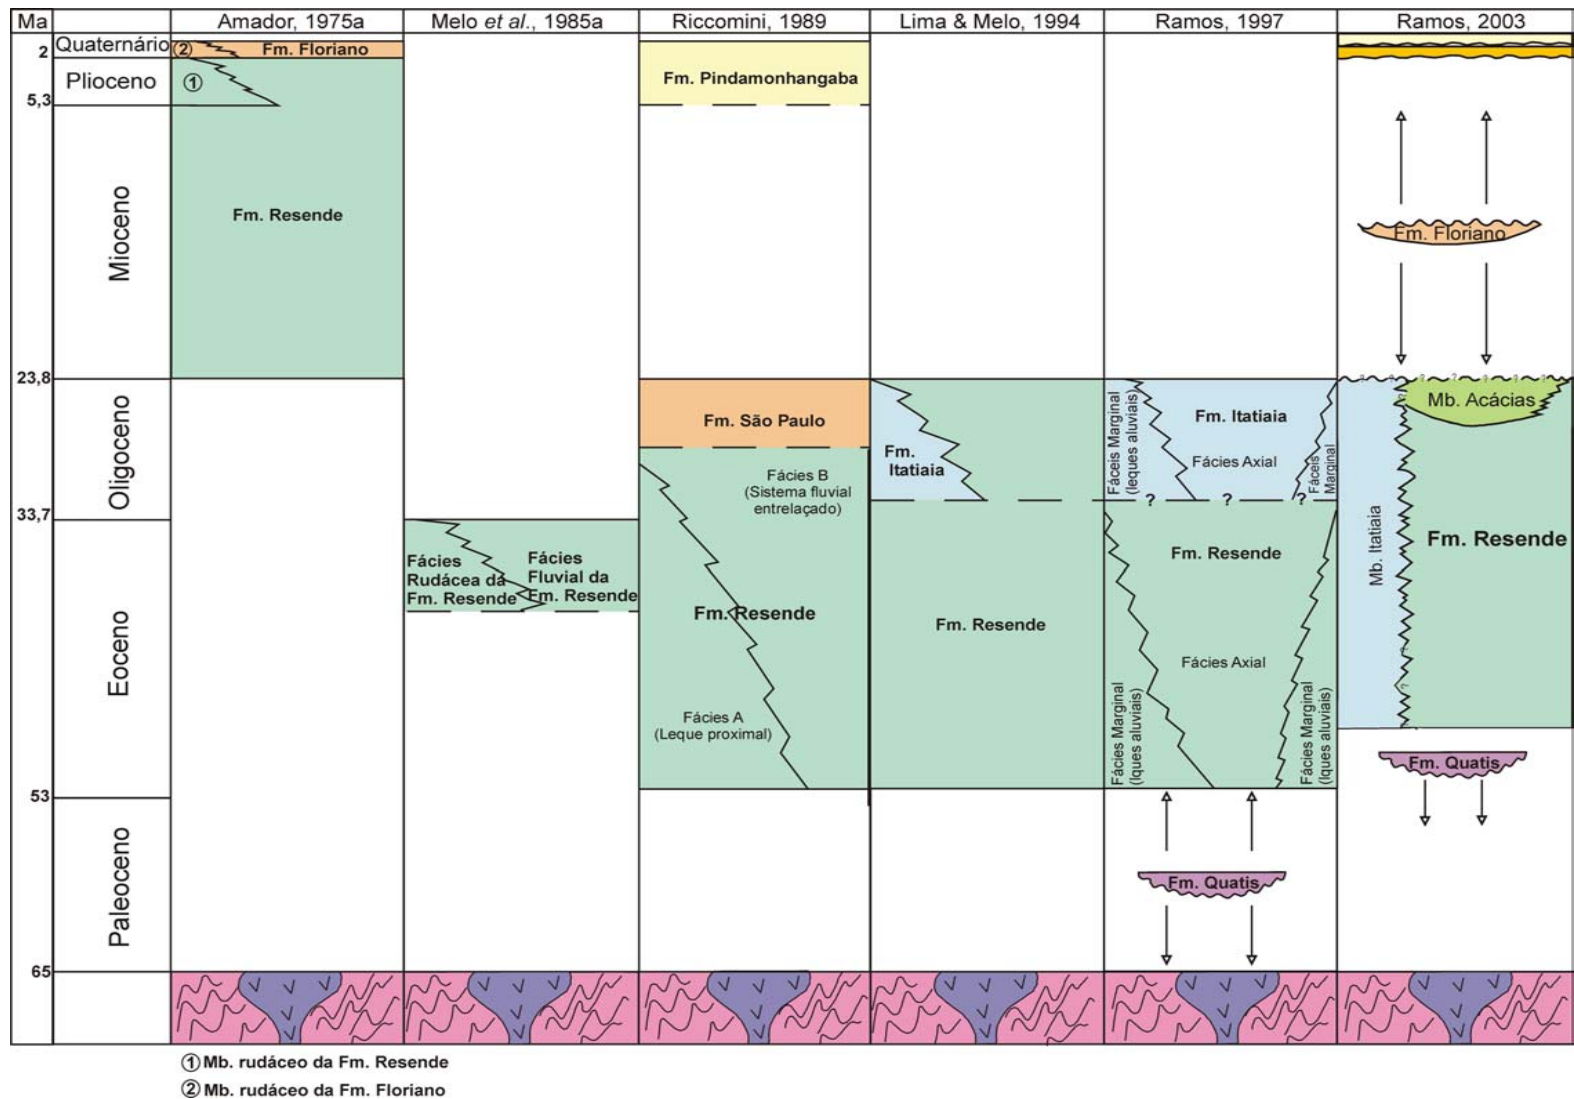 Ma
Amador, 1975a
Melo et al., 1985a
Riccomini, 1989
Lima & Melo, 1994
Ramos, 1997
Ramos, 2003
Quaternário
2
Plioceno
5,3
Mioceno
23,8
Oligoceno
33,7
Eoceno
53
Paleoceno
65
② Fm. Floriano
①
Fm. Resende
Fácies
Rudácea da
Fm. Resende
Fácies
Fluvial da
Fm. Resende
Fm. Pindamonhangaba
Fm. São Paulo
Fácies B
(Sistema fluvial
entrelaçado)
Fm. Resende
Fácies A
(Leque proximal)
Fm.
Itatiaia
Fm. Resende
Fáceis Marginal
(leques aluviais)
Fm. Itatiaia
Fácies Axial
Fáceis
Marginal
? ? ?
Fm. Resende
Fácies Axial
Fácies Marginal
(lques aluviais)
Fácies Marginal
(lques aluviais)
Fm. Quatis
Fm. Floriano
Mb. Acácias
Mb. Itatiaia
Fm. Resende
Fm. Quatis
① Mb. rudáceo da Fm. Resende
② Mb. rudáceo da Fm. Floriano